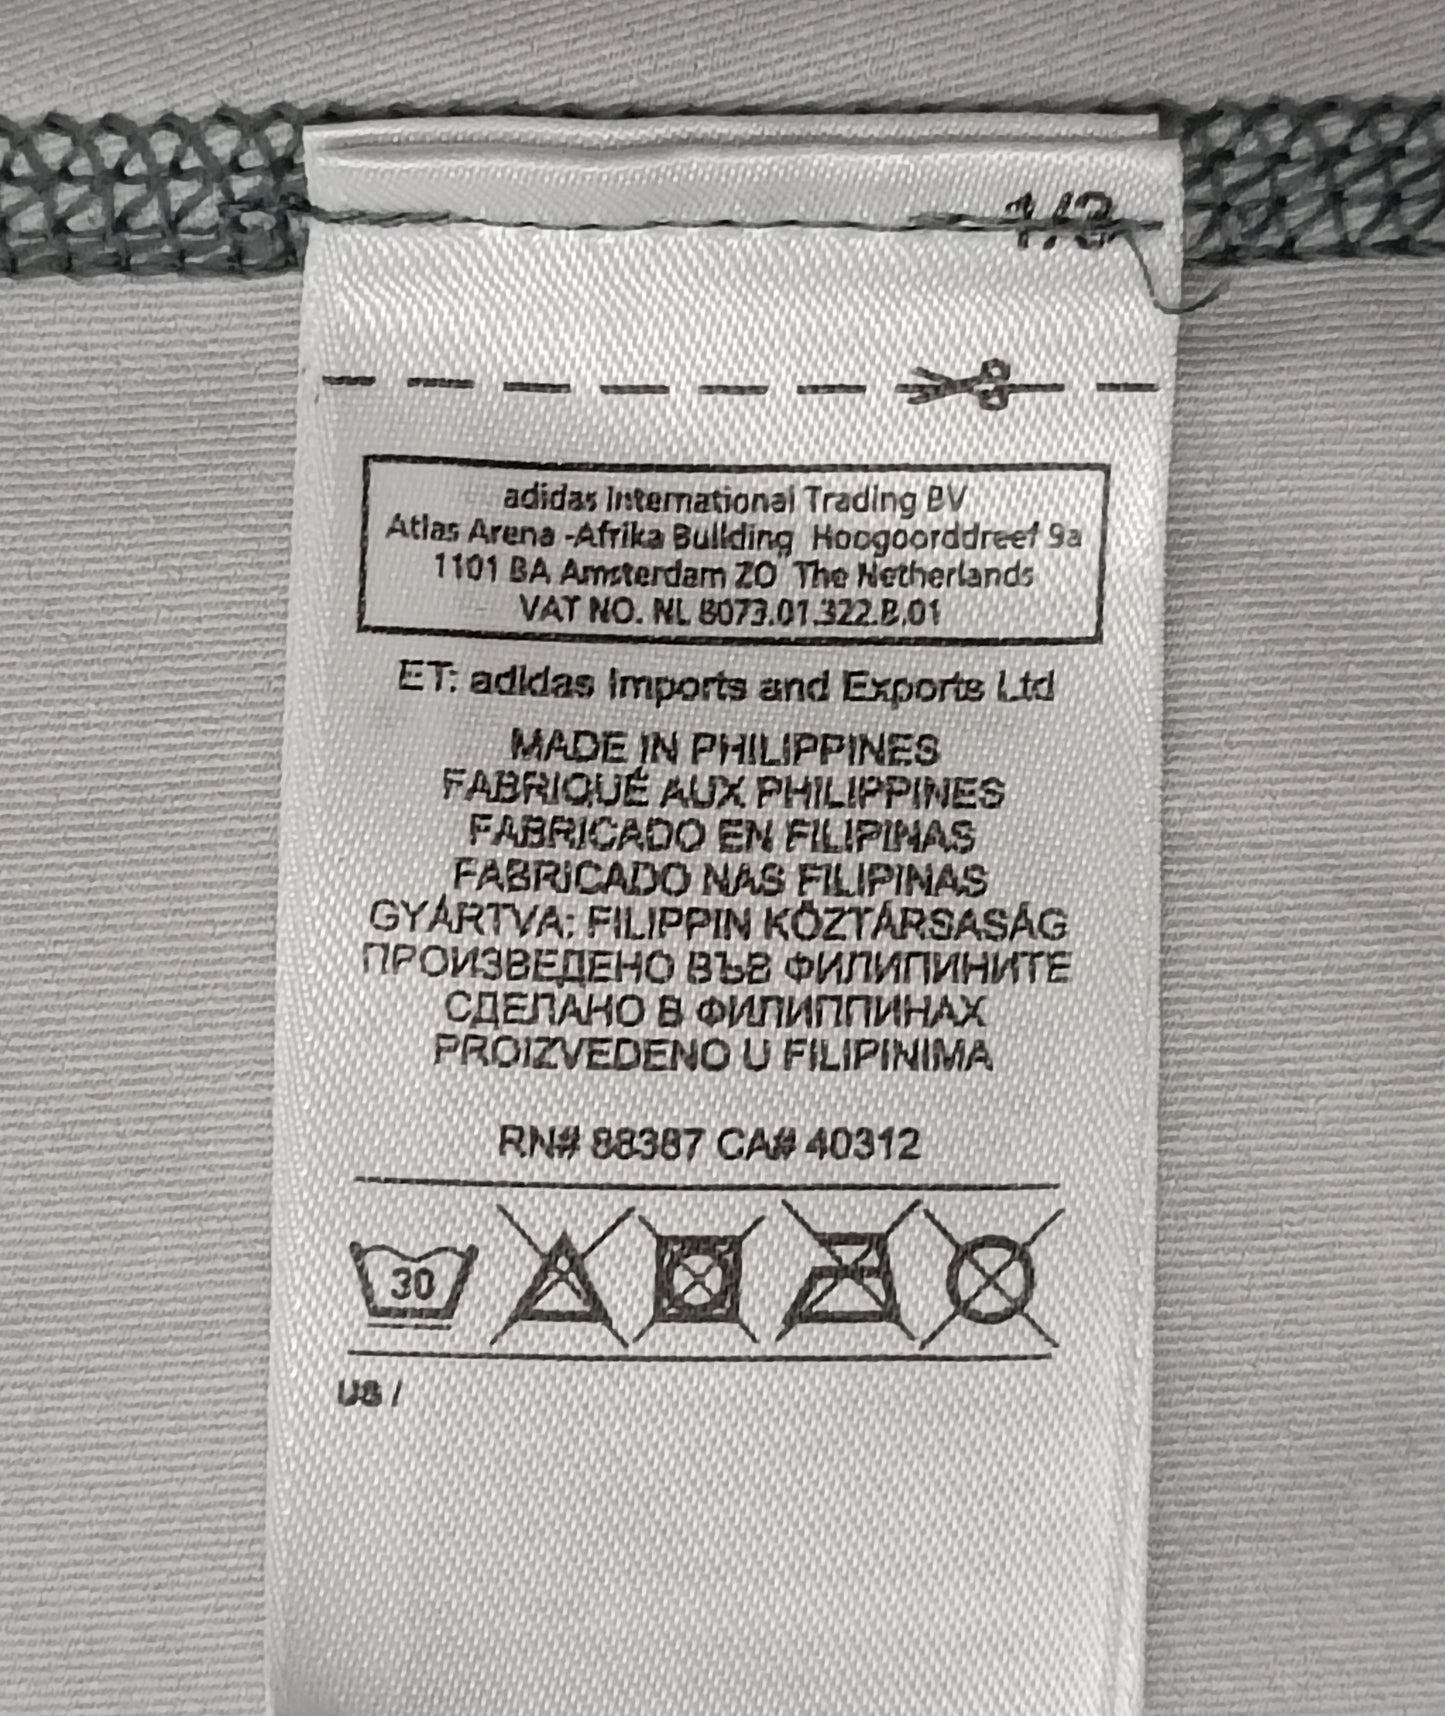 1/3
adidas International Trading BV
Atlas Arena -Afrika Building Hoogoorddreef 9a
1101 BA Amsterdam ZO The Netherlands
VAT NO. NL 8073.01.322.B.01
ET: adidas Imports and Exports Ltd
MADE IN PHILIPPINES
FABRIQUÉ AUX PHILIPPINES
FABRICADO EN FILIPINAS
FABRICADO NAS FILIPINAS
GYÁRTVA: FILIPPIN KÖZTÁRSASÁG
ПРОИЗВЕДЕНО ВЪВ ФИЛИПИНИТЕ
СДЕЛАНО В ФИЛИППИНАХ
PROIZVEDENO U FILIPINIMA
RN# 88387 CA# 40312
30
US /